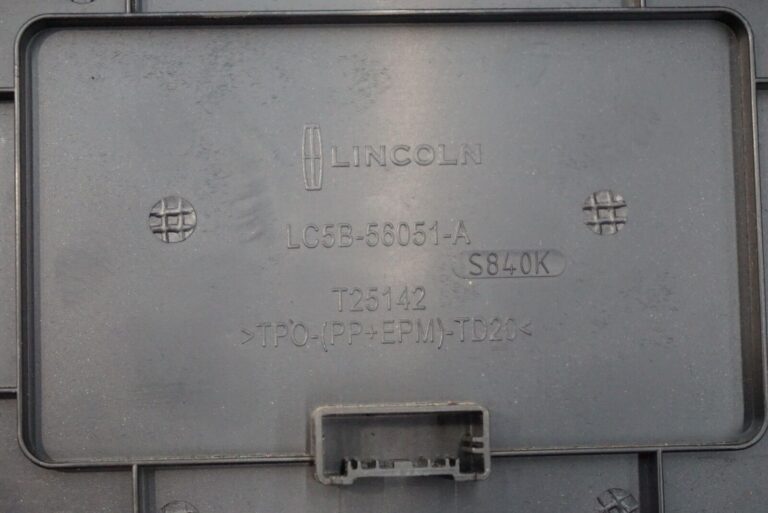 LINCOLN
LC5B-56051-A
S840K
T25142
>TPO-(PP+EPM)-TD20<